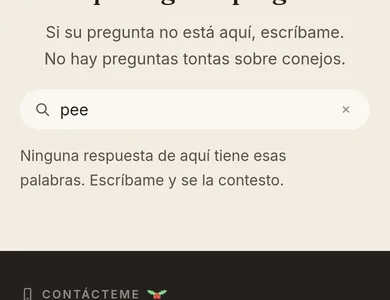 Si su pregunta no está aquí, escríbame.
No hay preguntas tontas sobre conejos.
pee
Ninguna respuesta de aquí tiene esas
palabras. Escríbame y se la contesto.
CONTÁCTEME